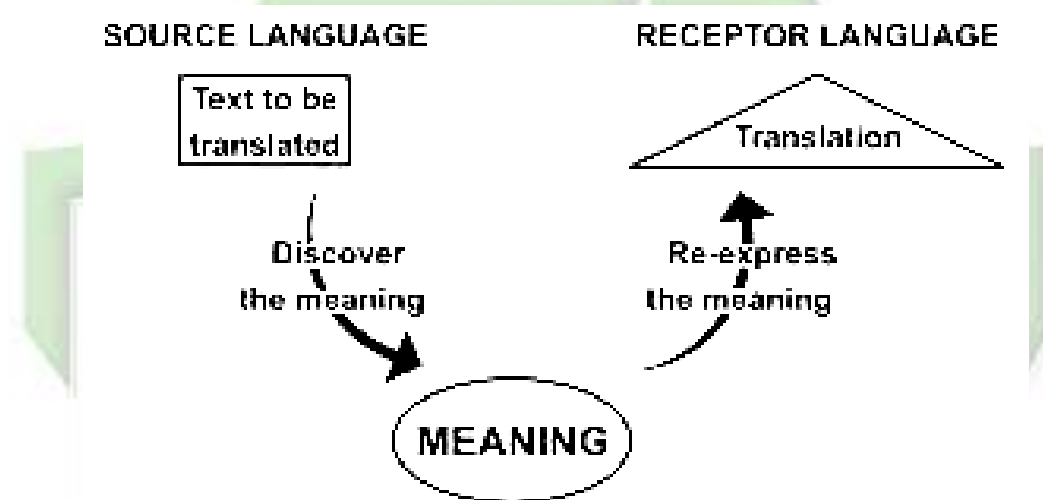 SOURCE LANGUAGE
RECEPTOR LANGUAGE
Text to be
translated
Translation
Discover
the meaning
Re-express
the meaning
MEANING